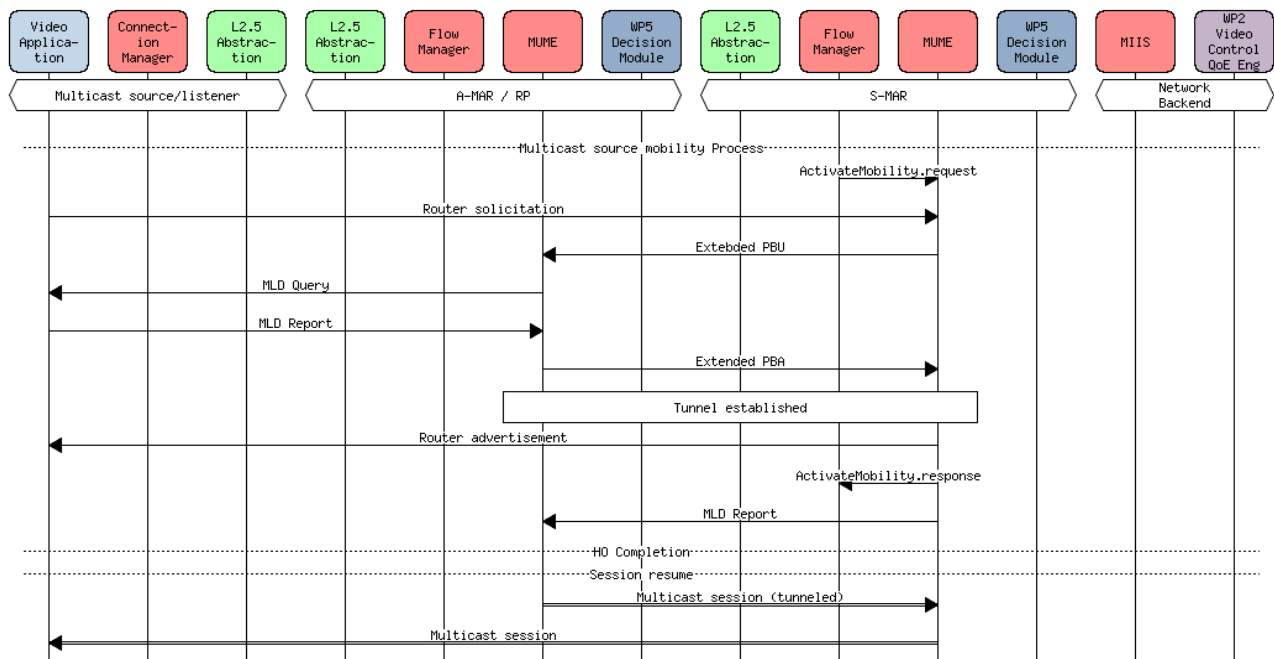 Video
Applica-
tion
Connect-
ion
Manager
L2.5
Abstrac-
tion
L2.5
Abstrac-
tion
Flow
Manager
MUME
WP5
Decision
Module
L2.5
Abstrac-
tion
Flow
Manager
MUME
WP5
Decision
Module
MIIS
WP2
Video
Control
QoE Eng
Multicast source/listener
A-MAR / RP
S-MAR
Network
Backend
Multicast source mobility Process
ActivateMobility.request
Router solicitation
Extebded PBU
MLD Query
MLD Report
Extended PBA
Tunnel established
Router advertisement
ActivateMobility.response
MLD Report
HO Completion
Session resume
Multicast session (tunneled)
Multicast session